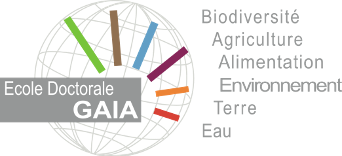 Ecole Doctorale
GAIA
Biodiversité
Agriculture
Alimentation
Environnement
Terre
Eau